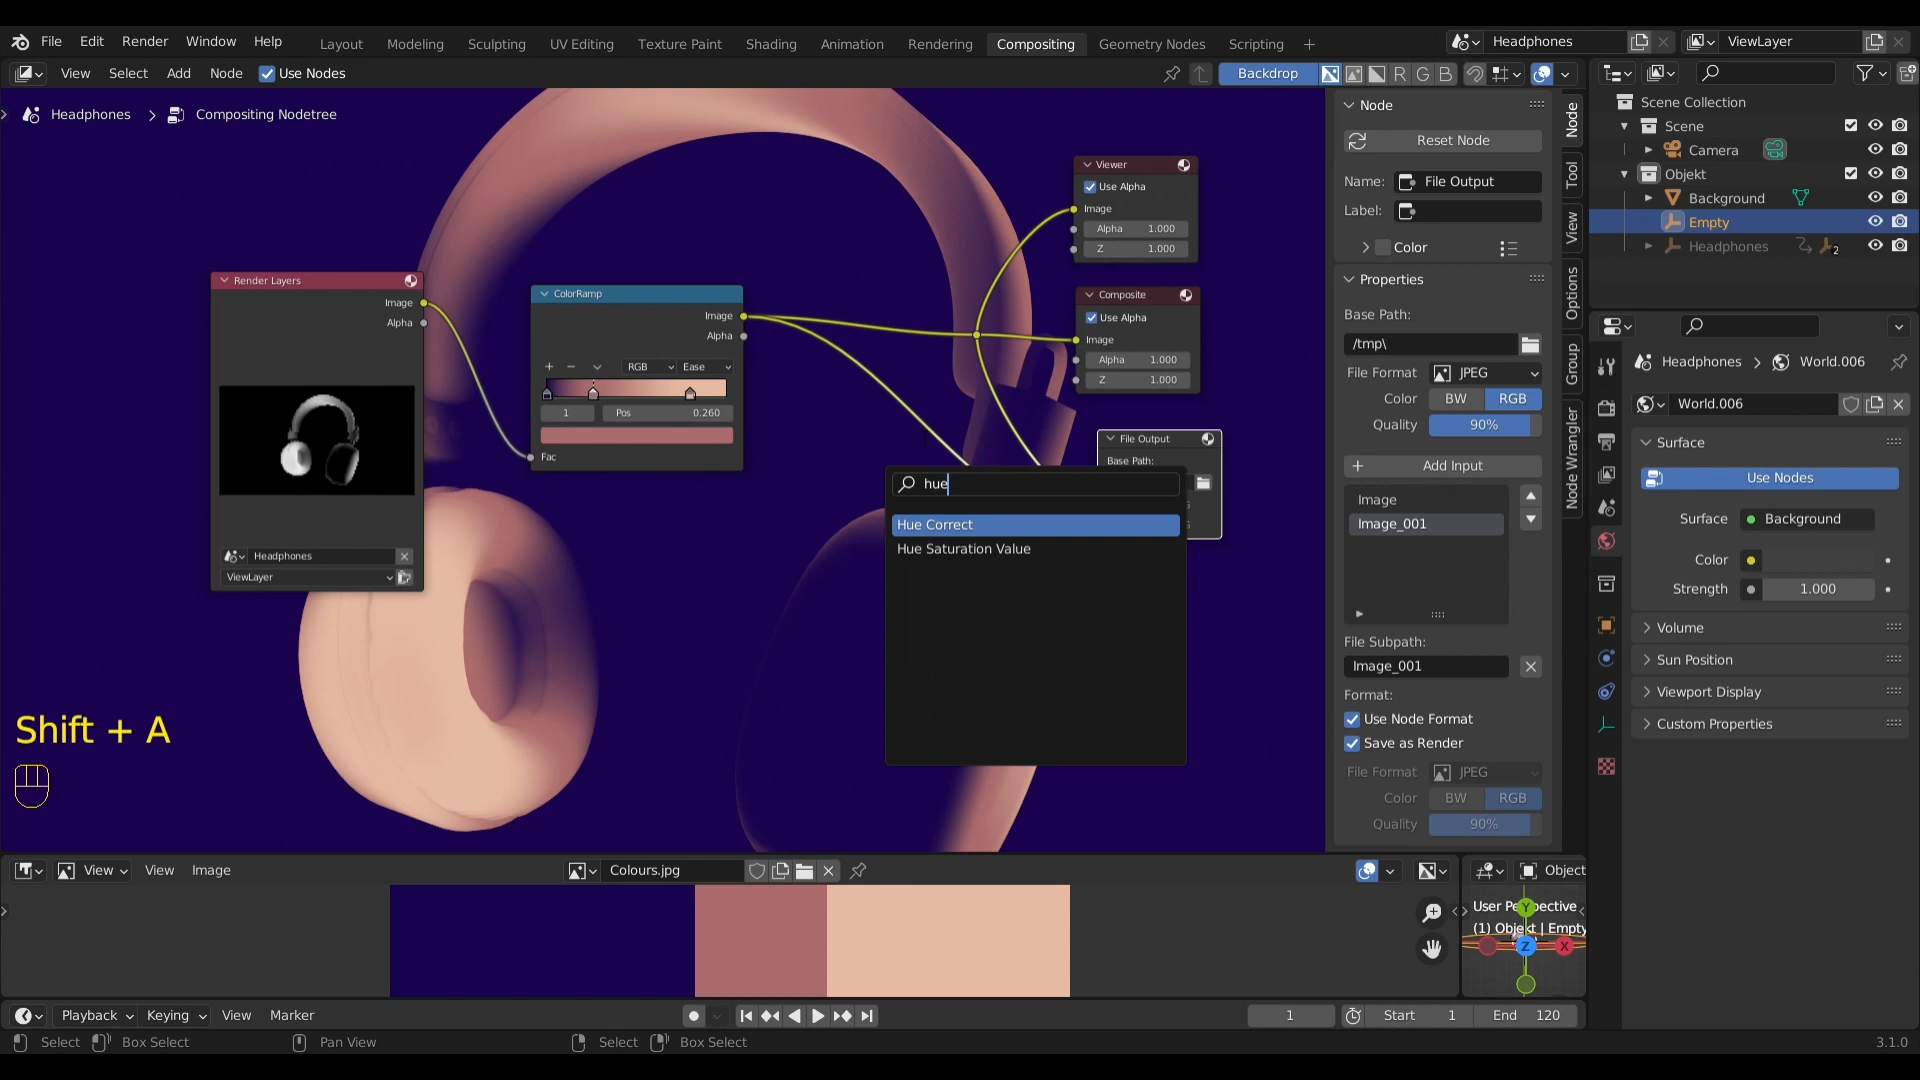 File Edit Render Window Help Layout Modeling Sculpting UV Editing Texture Paint Shading Animation Rendering Compositing Geometry Nodes Scripting + Headphones ViewLayer
View Select Add Node Use Nodes Backdrop R G B
Headphones > Compositing Nodetree
Render Layers
Image
Alpha
Headphones
ViewLayer
ColorRamp
Image
Alpha
RGB Ease
1 Pos 0.260
Fac
Viewer
Use Alpha
Image
Alpha 1.000
Z 1.000
Composite
Use Alpha
Image
Alpha 1.000
Z 1.000
File Output
Base Path:
hue
Hue Correct
Hue Saturation Value
Shift + A
Node
Reset Node
Name: File Output
Label:
Color
Properties
Base Path:
/tmp\
File Format JPEG
Color BW RGB
Quality 90%
Add Input
Image
Image_001
File Subpath:
Image_001
Format:
Use Node Format
Save as Render
File Format JPEG
Color BW RGB
Quality 90%
Node
Tool
View
Options
Group
Node Wrangler
Scene Collection
Scene
Camera
Objekt
Background
Empty
Headphones 2
Headphones > World.006
World.006
Surface
Use Nodes
Surface Background
Color
Strength 1.000
Volume
Sun Position
Viewport Display
Custom Properties
View View Image Colours.jpg Object
User Perspective
(1) Objekt | Empty
Y
Z
X
Playback Keying View Marker 1 Start 1 End 120
Select Box Select Pan View Select Box Select 3.1.0